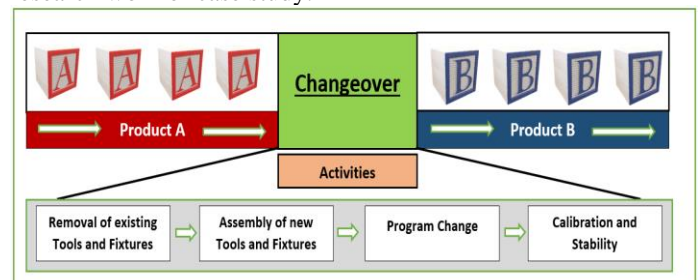 A A A A
Changeover
B B B B
Product A
Product B
Activities
Removal of existing
Tools and Fixtures
Assembly of new
Tools and Fixtures
Program Change
Calibration and
Stability